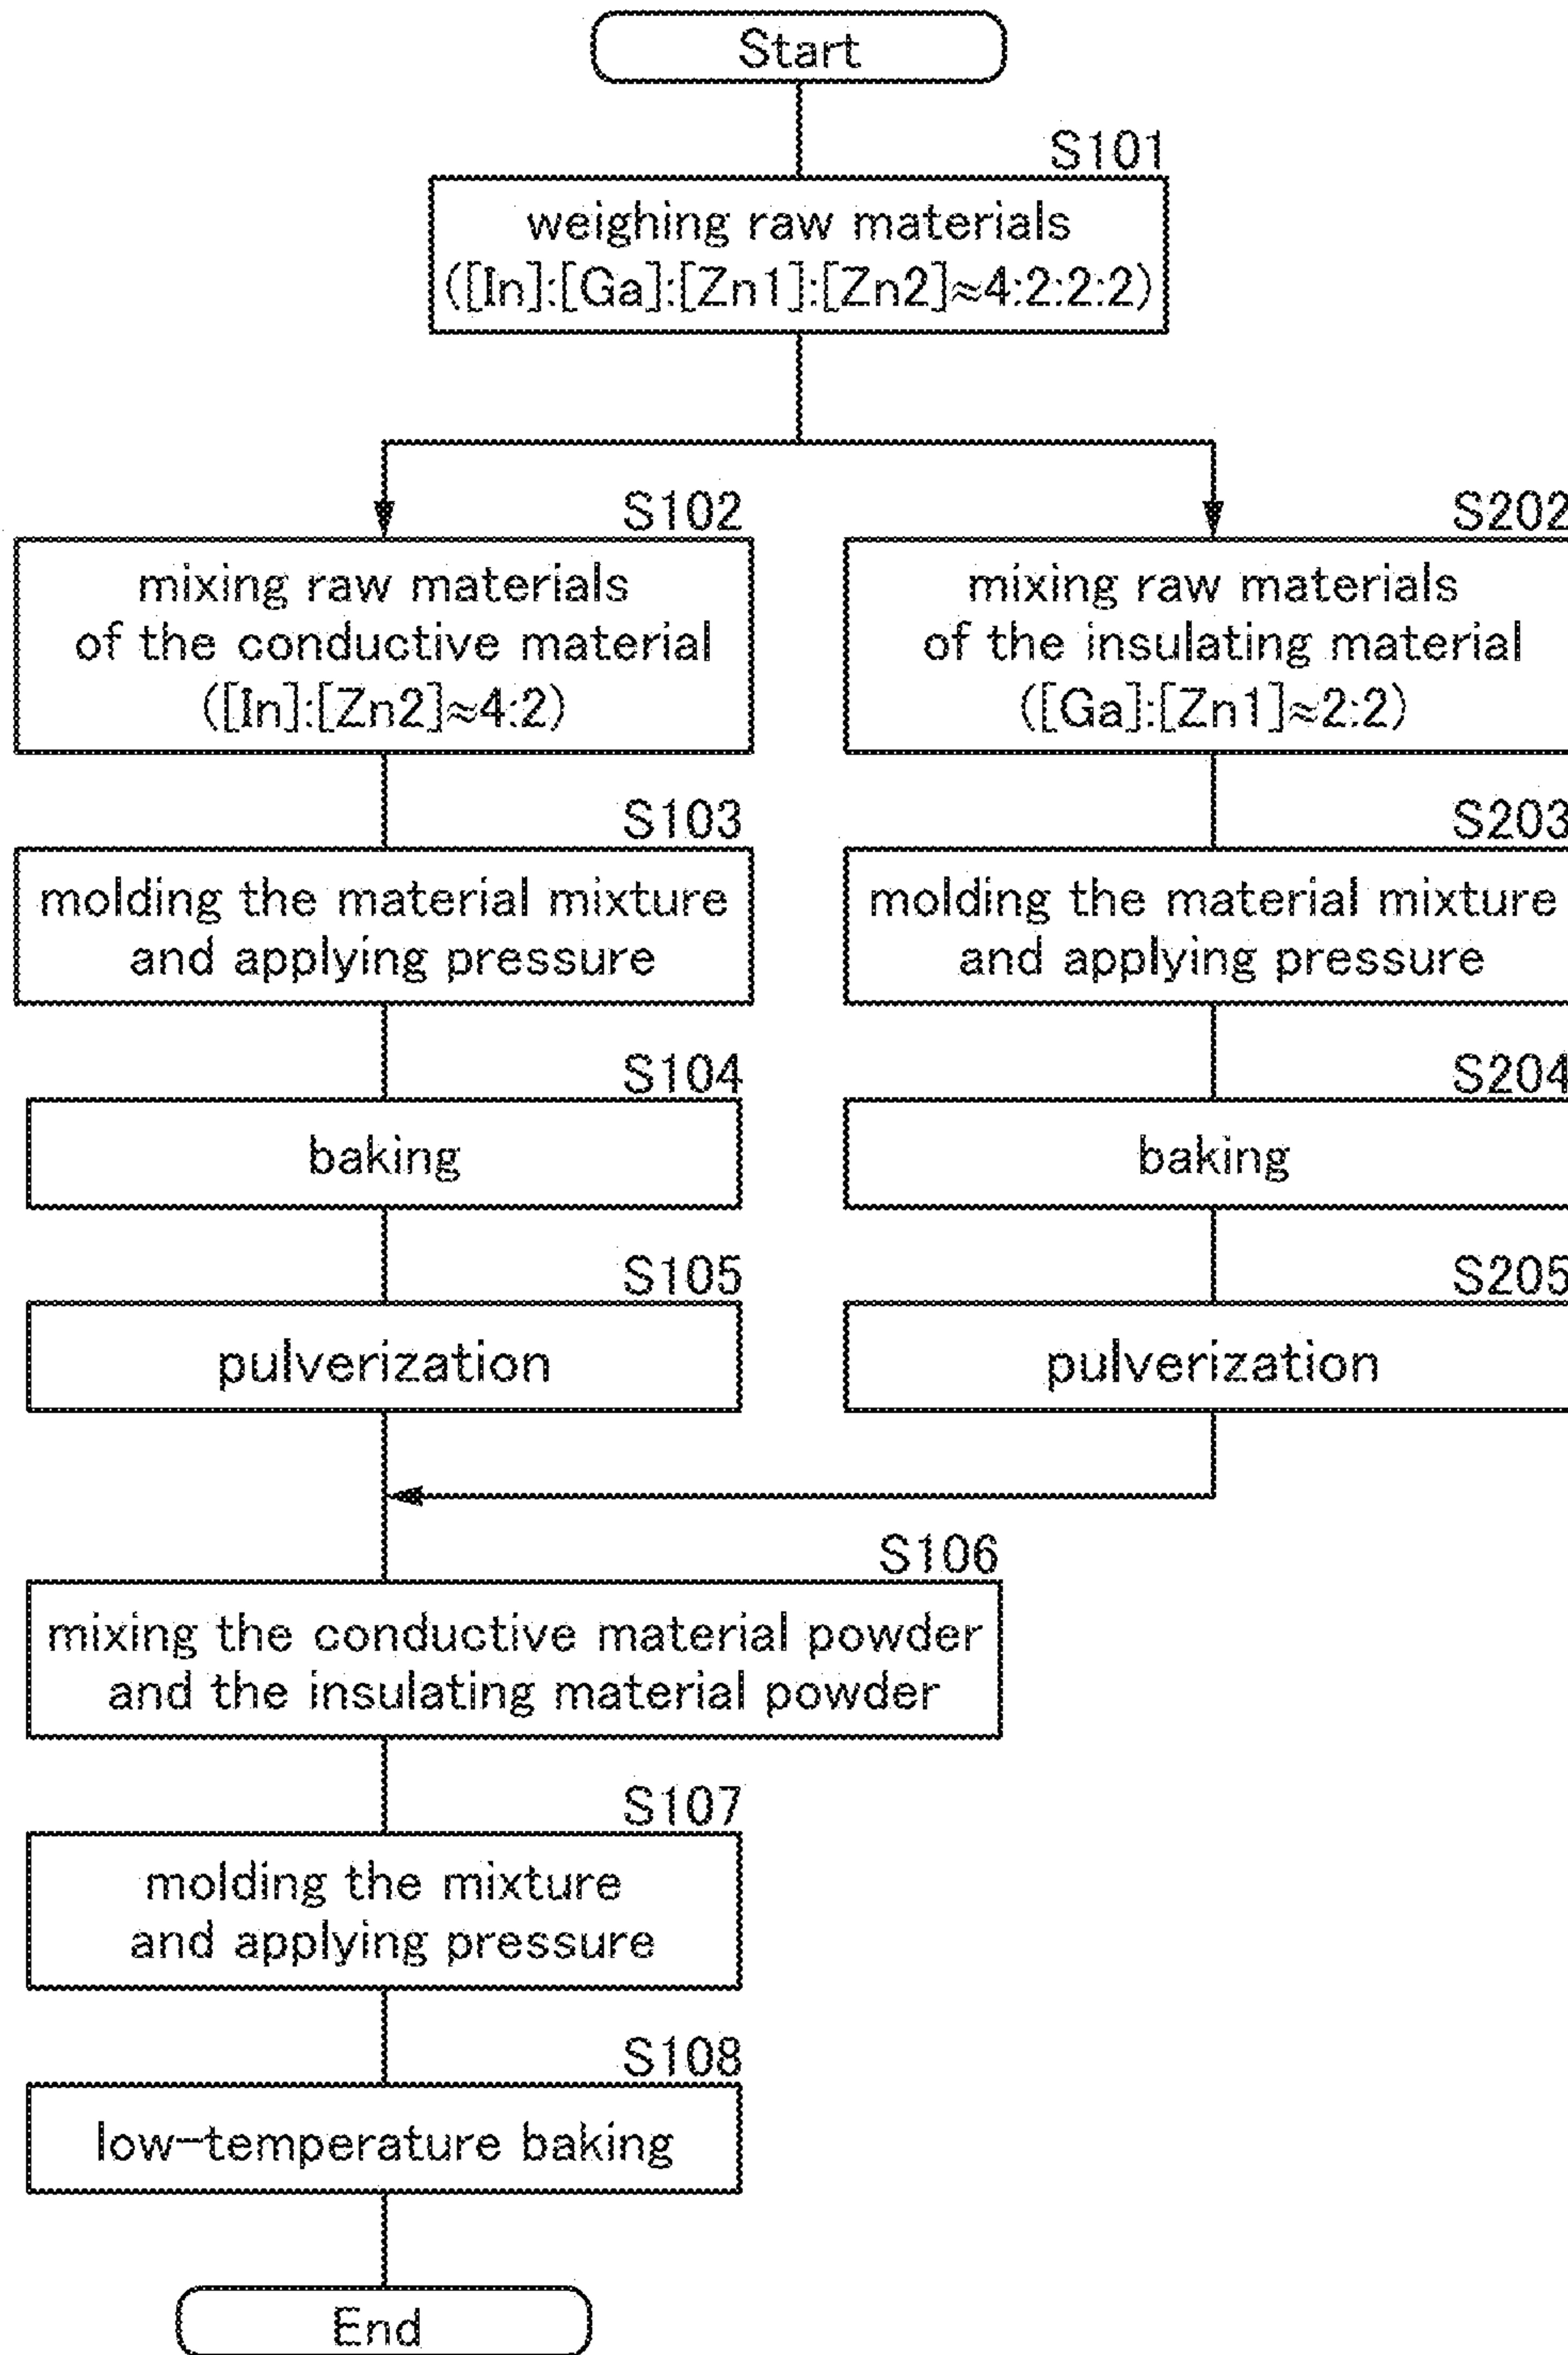 Start
S101
weighing raw materials
([In]:[Ga]:[Zn1]:[Zn2]≈4:2:2:2)
S102
mixing raw materials
of the conductive material
([In]:[Zn2]≈4:2)
S202
mixing raw materials
of the insulating material
([Ga]:[Zn1]≈2:2)
S103
molding the material mixture
and applying pressure
S203
molding the material mixture
and applying pressure
S104
baking
S204
baking
S105
pulverization
S205
pulverization
S106
mixing the conductive material powder
and the insulating material powder
S107
molding the mixture
and applying pressure
S108
low-temperature baking
End